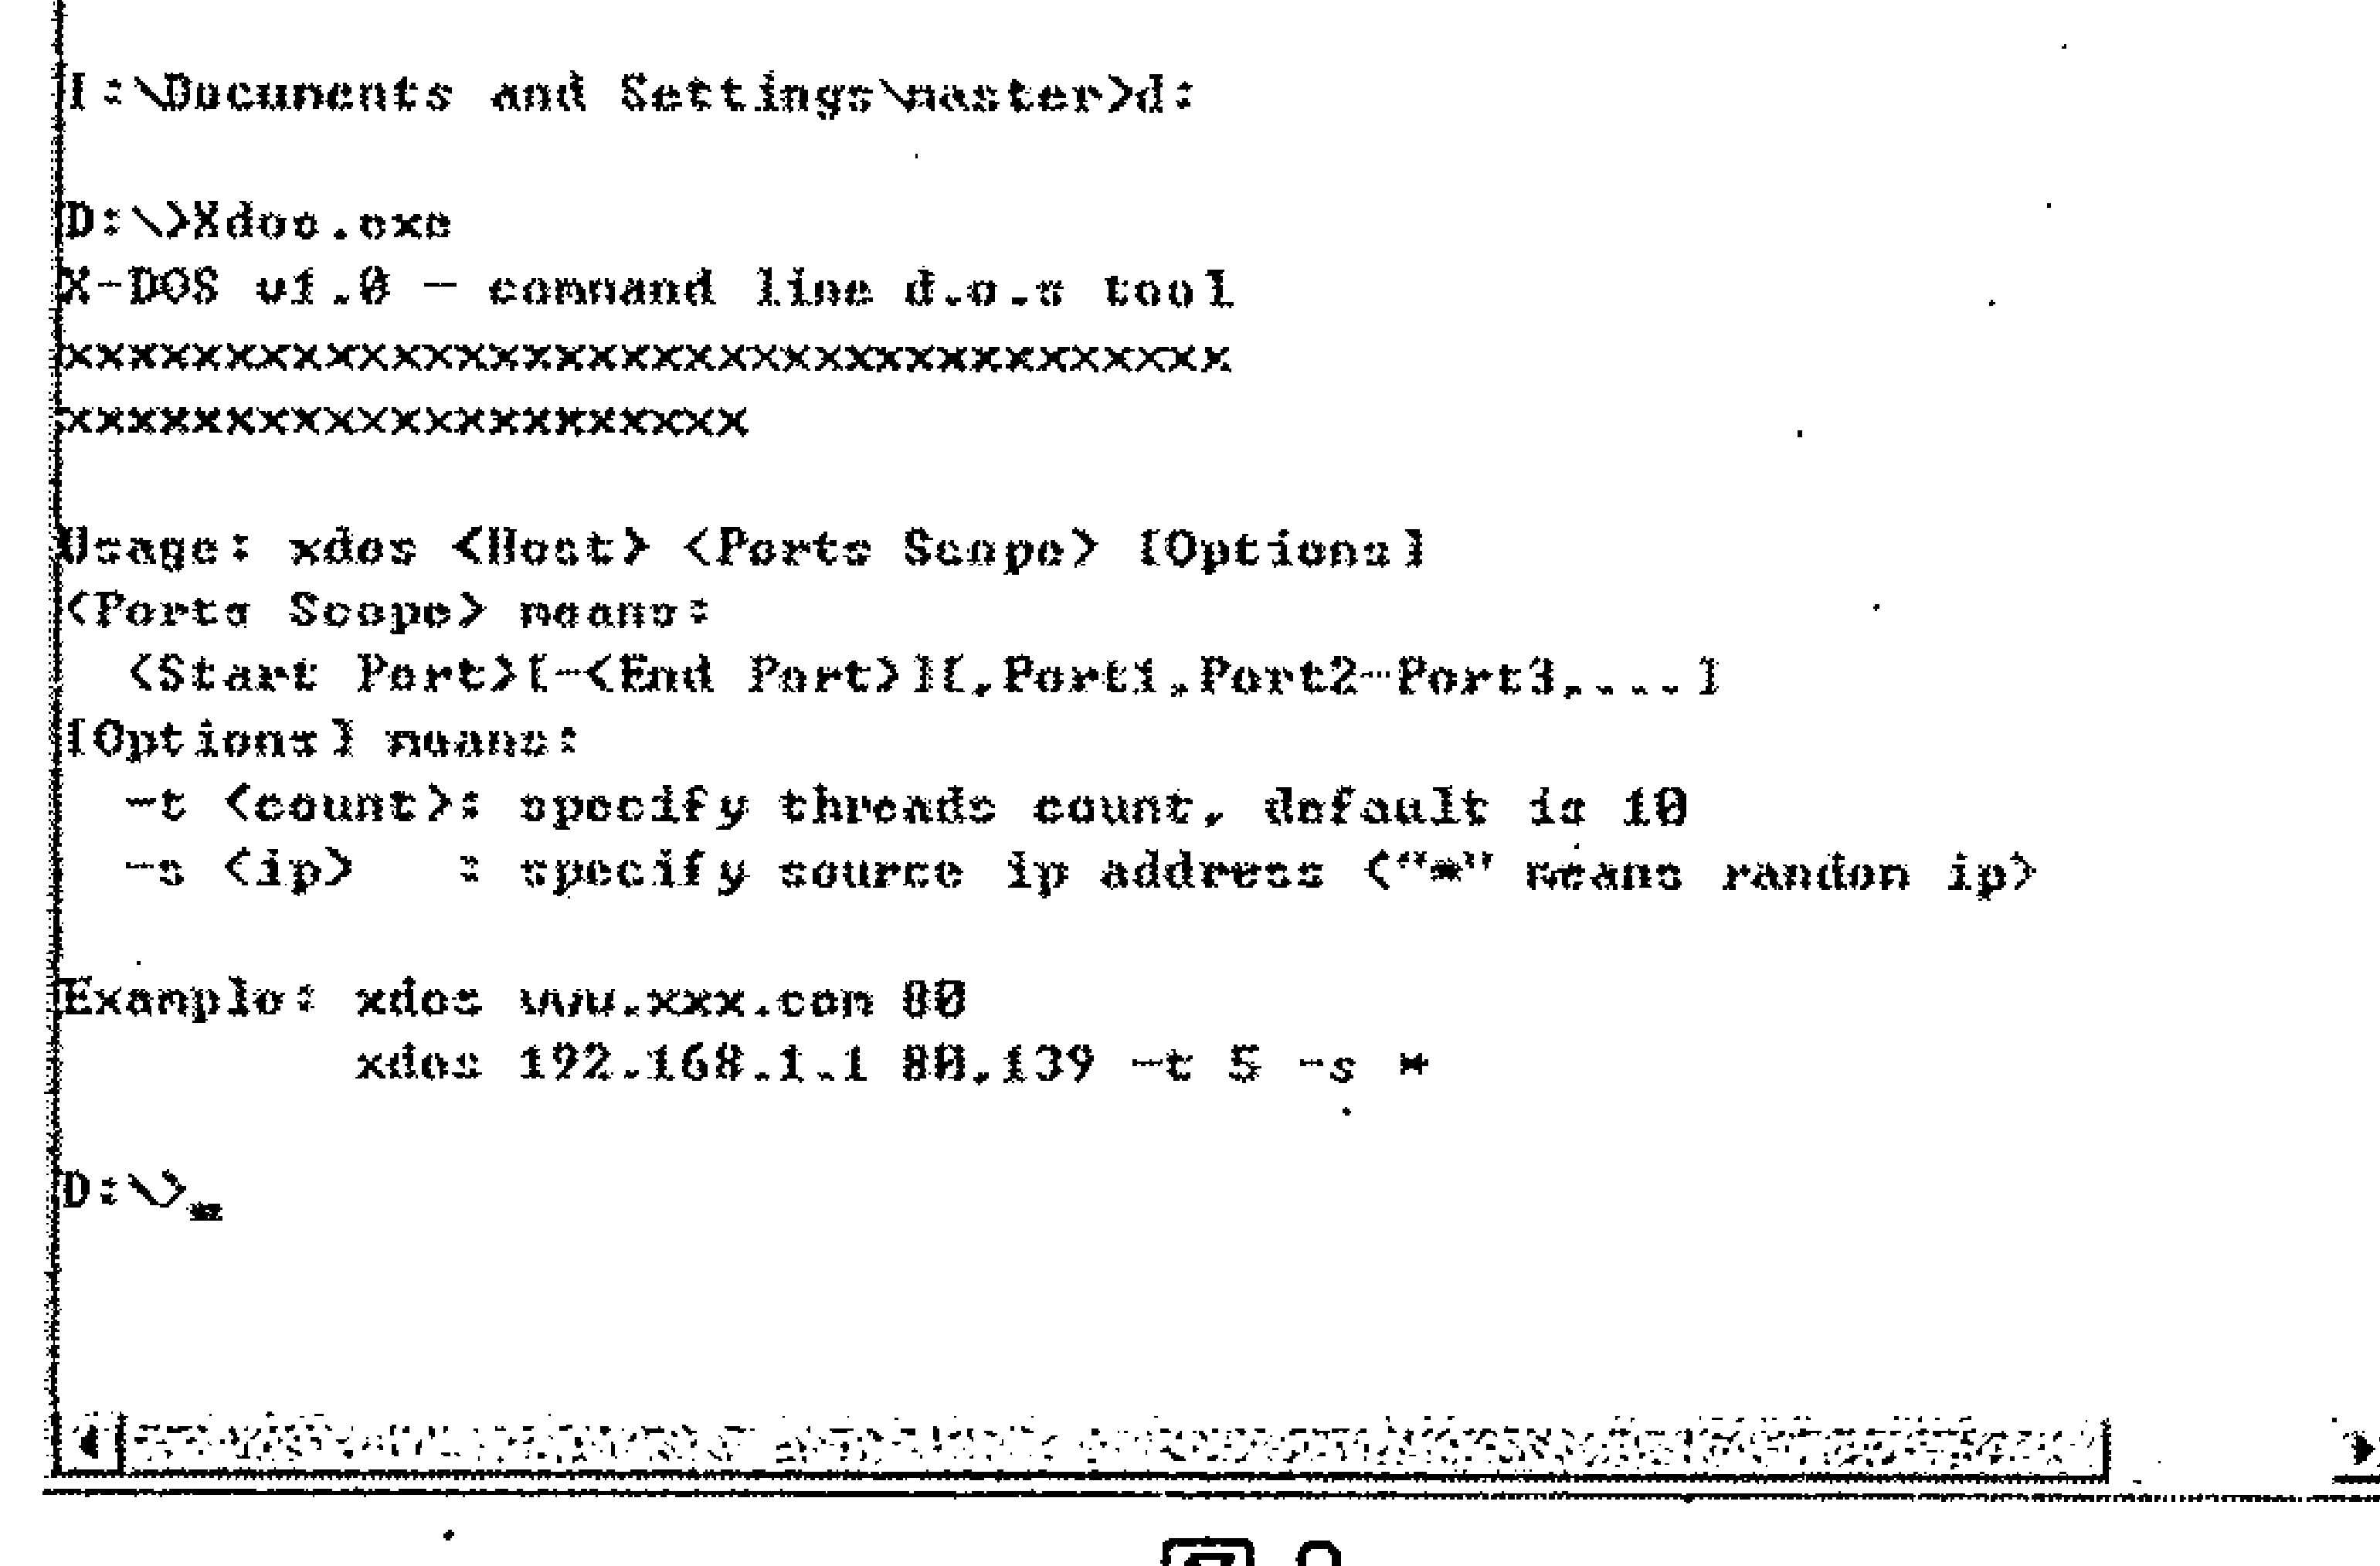 I:\Documents and Settings\master>d:
D:\>Xdos.exe
X-DOS v1.0 - command line d.o.s tool
xxxxxxxxxxxxxxxxxxxxxxxxxxxxxxxxxxxx
xxxxxxxxxxxxxxxxxxxxx
Usage: xdos <Host> <Ports Scope> [Options]
<Ports Scope> means:
<Start Port>[-<End Port>][,Port1,Port2-Port3,....]
[Options] means:
-t <count>: specify threads count, default is 10
-s <ip> : specify source ip address ("*" means random ip)
Example: xdos www.xxx.com 80
xdos 192.168.1.1 80,139 -t 5 -s *
D:\>_